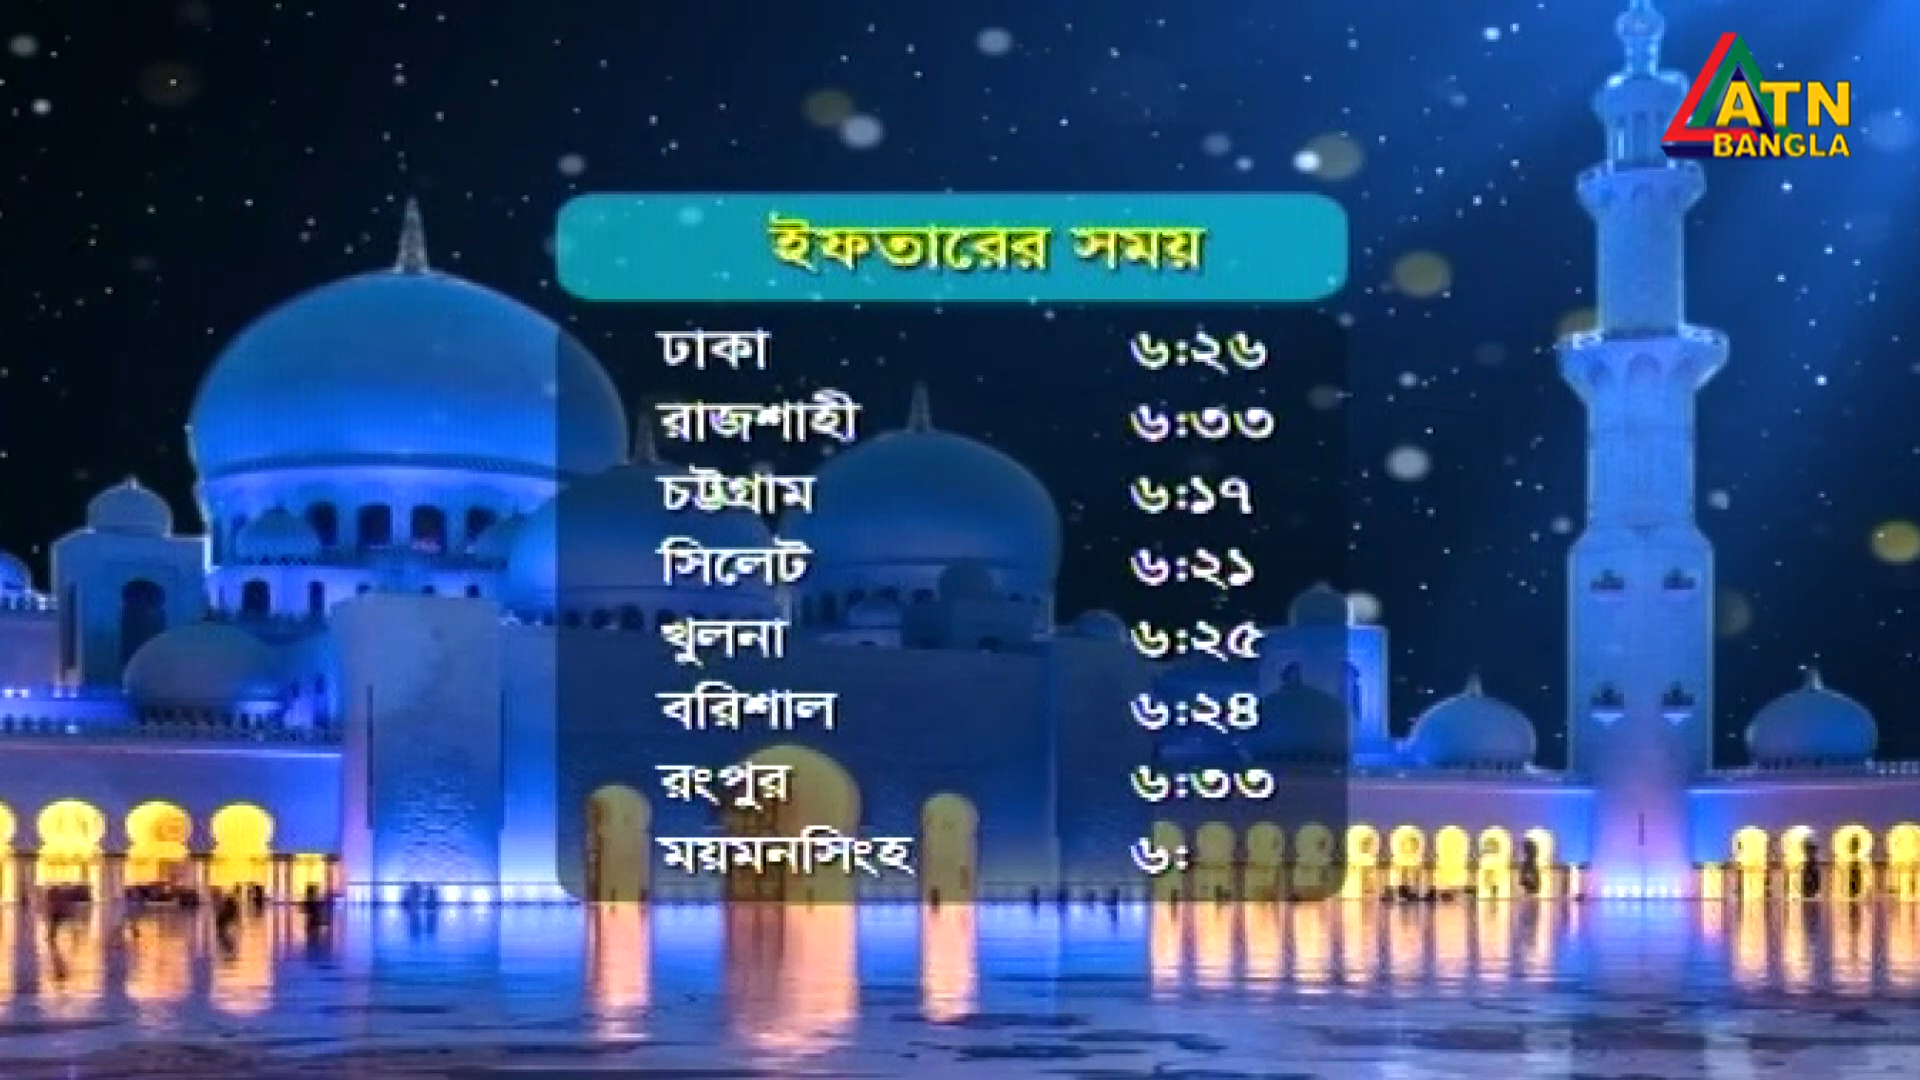 ATN
BANGLA
ইফতারের সময়
ঢাকা ৬:২৬
রাজশাহী ৬:৩৩
চট্টগ্রাম ৬:১৭
সিলেট ৬:২১
খুলনা ৬:২৫
বরিশাল ৬:২৪
রংপুর ৬:৩৩
ময়মনসিংহ ৬: